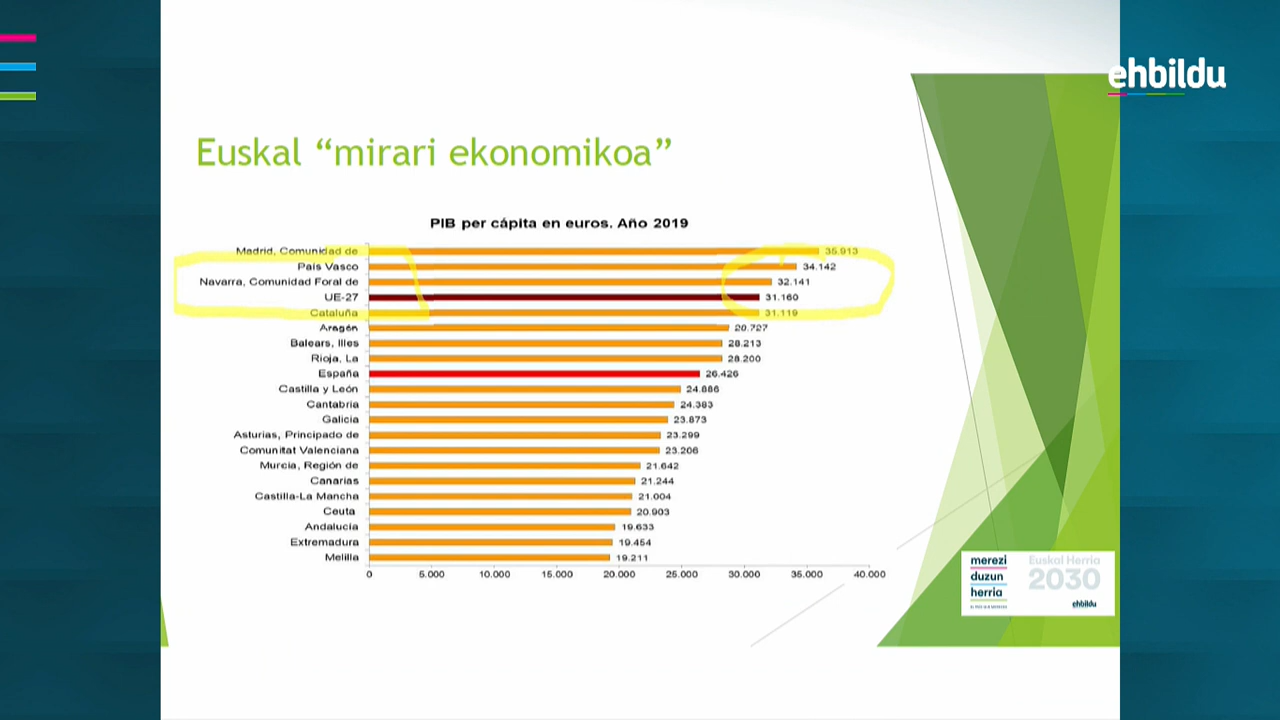 ehbildu
Euskal “mirari ekonomikoa”
PIB per cápita en euros. Año 2019
Madrid, Comunidad de 35.913
País Vasco 34.142
Navarra, Comunidad Foral de 32.141
UE-27 31.160
Cataluña 31.119
Aragón
Balears, Illes 28.213
Rioja, La 28.200
España 26.426
Castilla y León 24.886
Cantabria 24.383
Galicia 23.873
Asturias, Principado de 23.299
Comunitat Valenciana 23.206
Murcia, Región de 21.642
Canarias 21.244
Castilla-La Mancha 21.004
Ceuta 20.903
Andalucía 19.633
Extremadura 19.454
Melilla 19.211
0 5.000 10.000 15.000 20.000 25.000 30.000 35.000 40.000
merezi
duzun
herria
Euskal Herria
2030
ehbildu